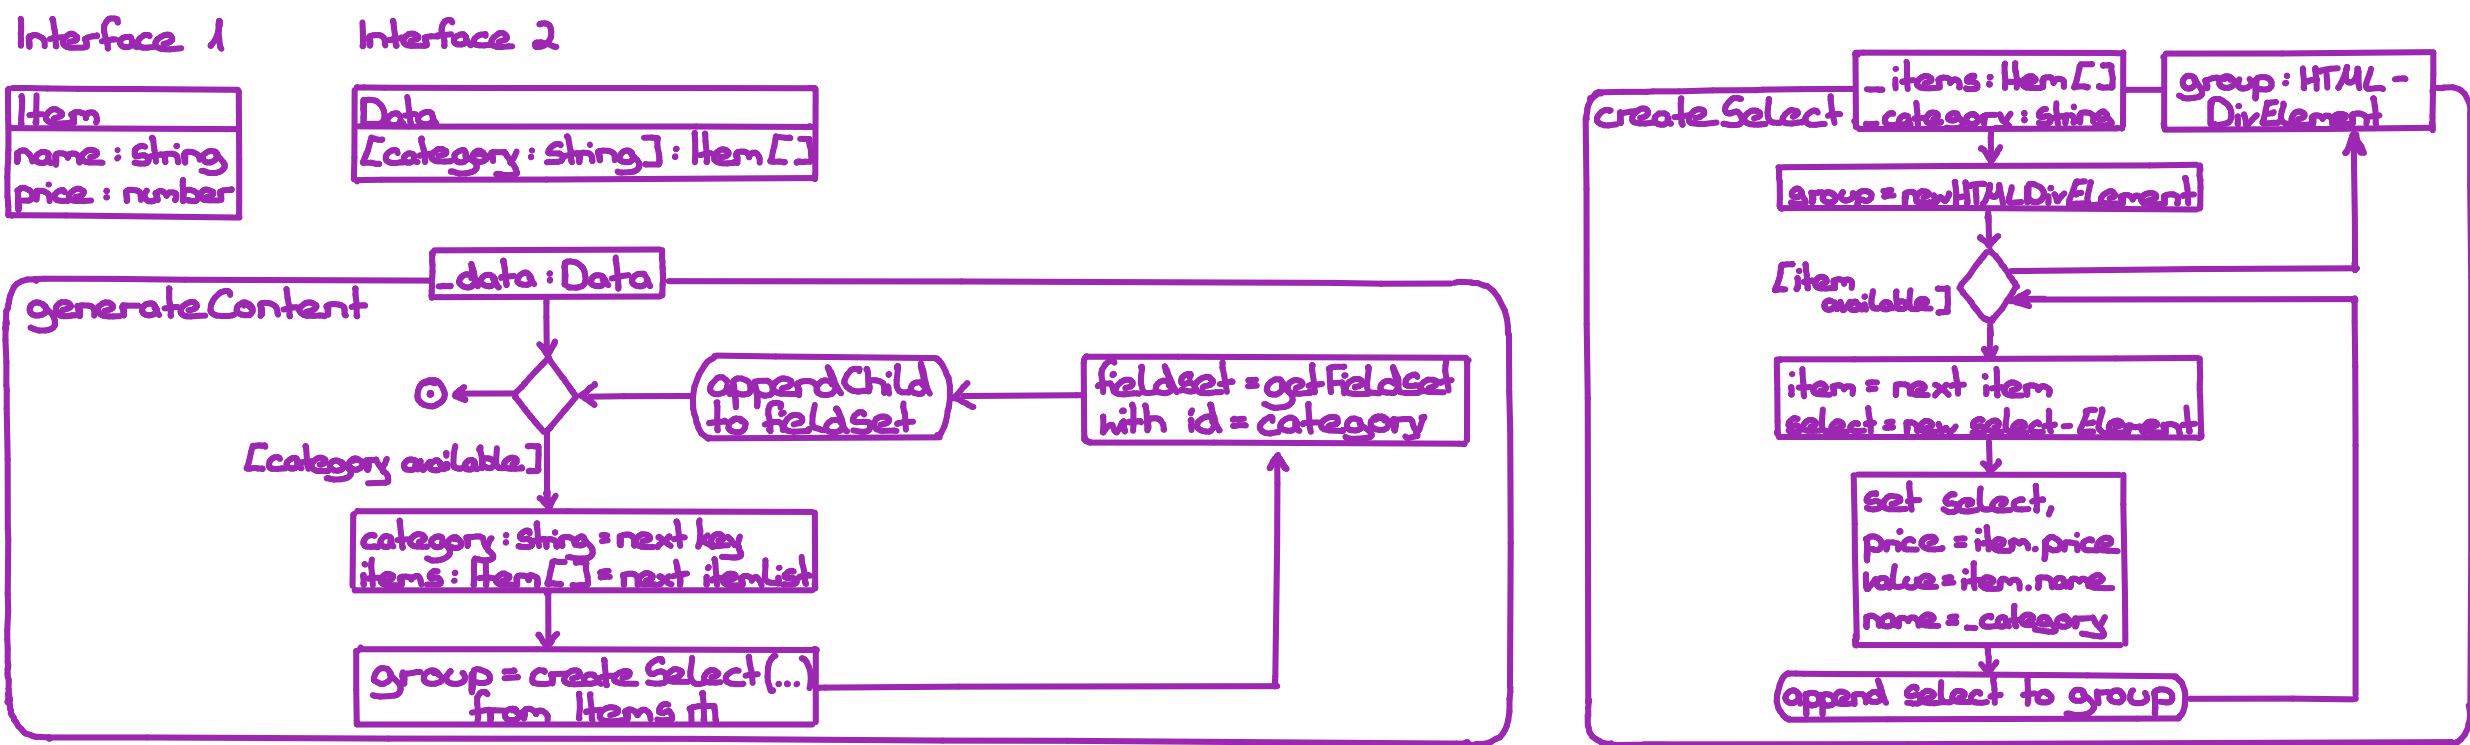 Interface 1
Item
name : string
price : number
Interface 2
Data
[category : string] : Item []
generateContent
_data : Data
[category available]
category : string = next key
items : Item [] = next itemList
group = createSelect(...)
from Items
fieldset = getFieldset
with id = category
appendChild
to fieldset
createSelect
_items : Item []
_category : string
group : HTML-
DivElement
group = newHTMLDivElement
[item
available]
item = next item
select = new select-Element
set select,
price = item.price
value = item.name
name = _category
append select to group